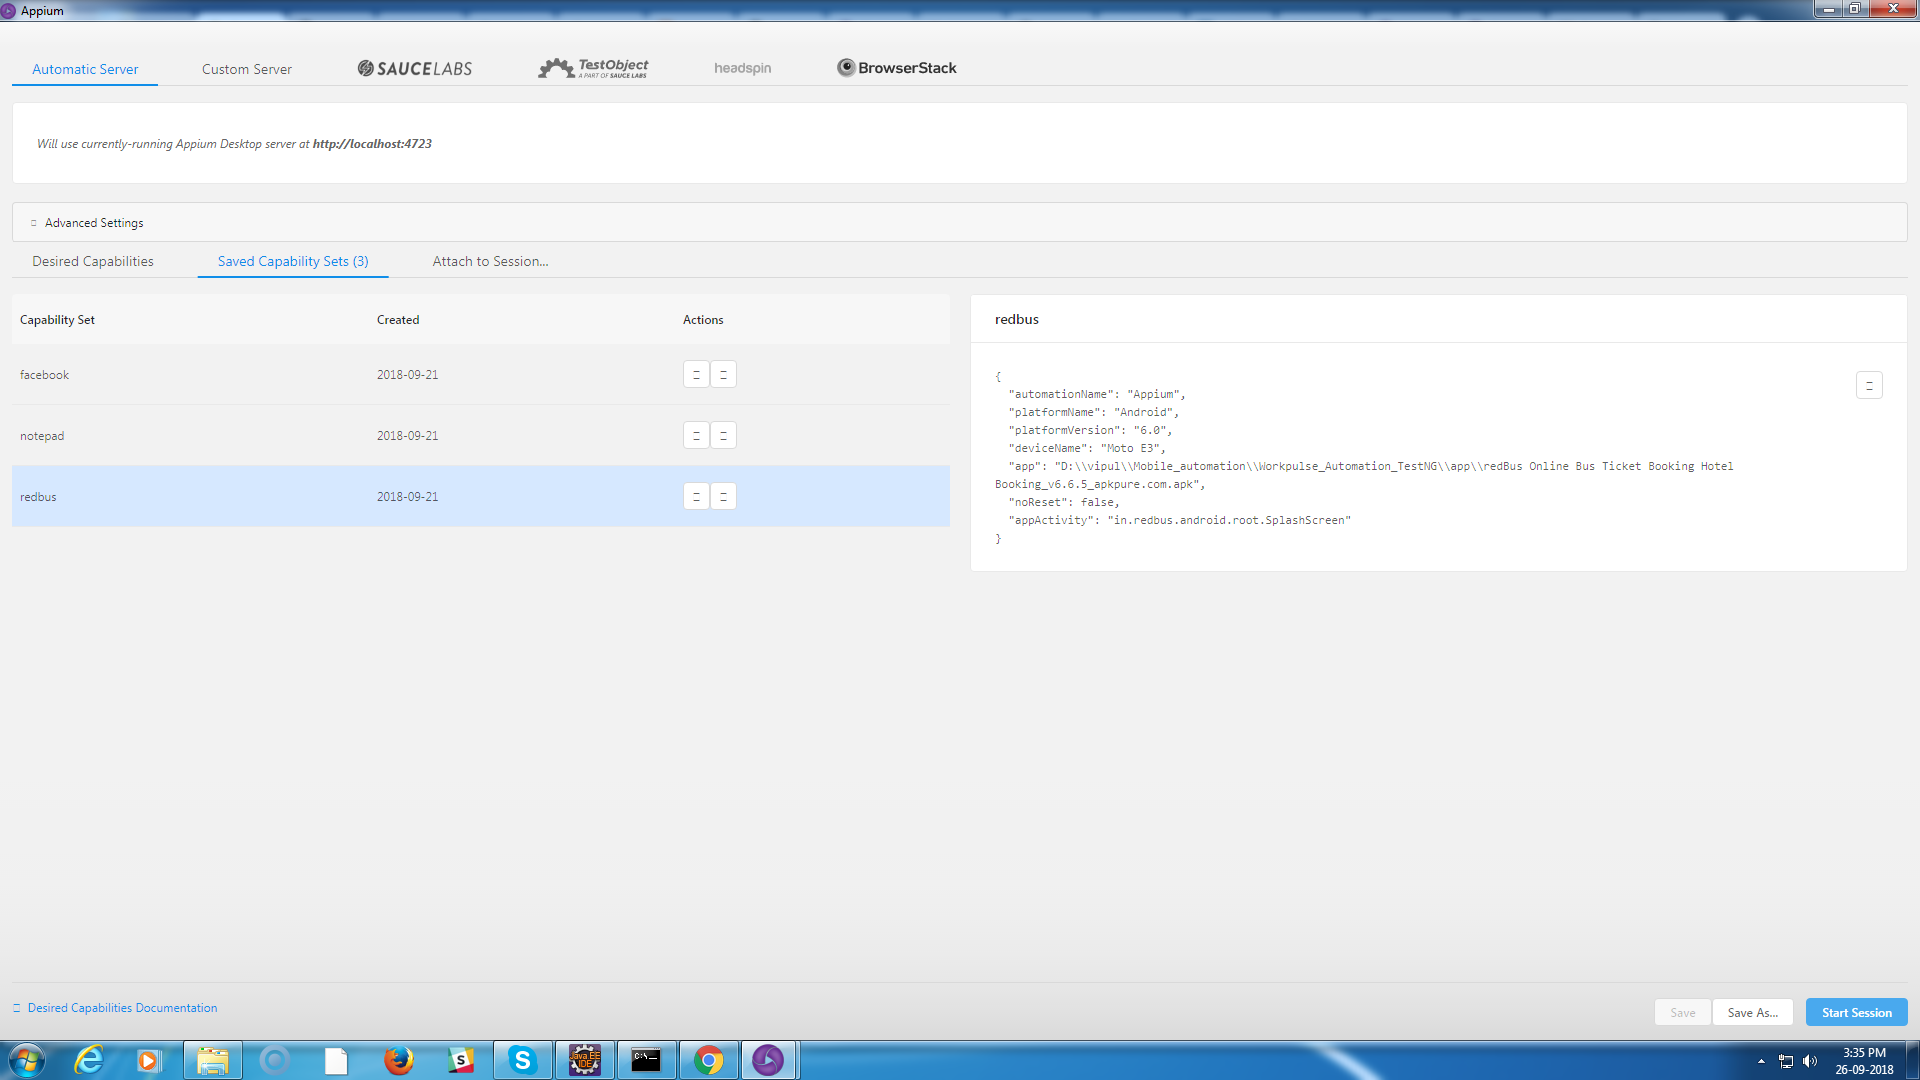 Appium
Automatic Server
Custom Server
SAUCELABS
TestObject
A PART OF SAUCE LABS
headspin
BrowserStack
Will use currently-running Appium Desktop server at http://localhost:4723
Advanced Settings
Desired Capabilities
Saved Capability Sets (3)
Attach to Session...
Capability Set
Created
Actions
facebook
2018-09-21
notepad
2018-09-21
redbus
2018-09-21
redbus
{
"automationName": "Appium",
"platformName": "Android",
"platformVersion": "6.0",
"deviceName": "Moto E3",
"app": "D:\\vipul\\Mobile_automation\\Workpulse_Automation_TestNG\\app\\redBus Online Bus Ticket Booking Hotel
Booking_v6.6.5_apkpure.com.apk",
"noReset": false,
"appActivity": "in.redbus.android.root.SplashScreen"
}
Desired Capabilities Documentation
Save
Save As...
Start Session
Java EE
IDE
C:\_
3:35 PM
26-09-2018